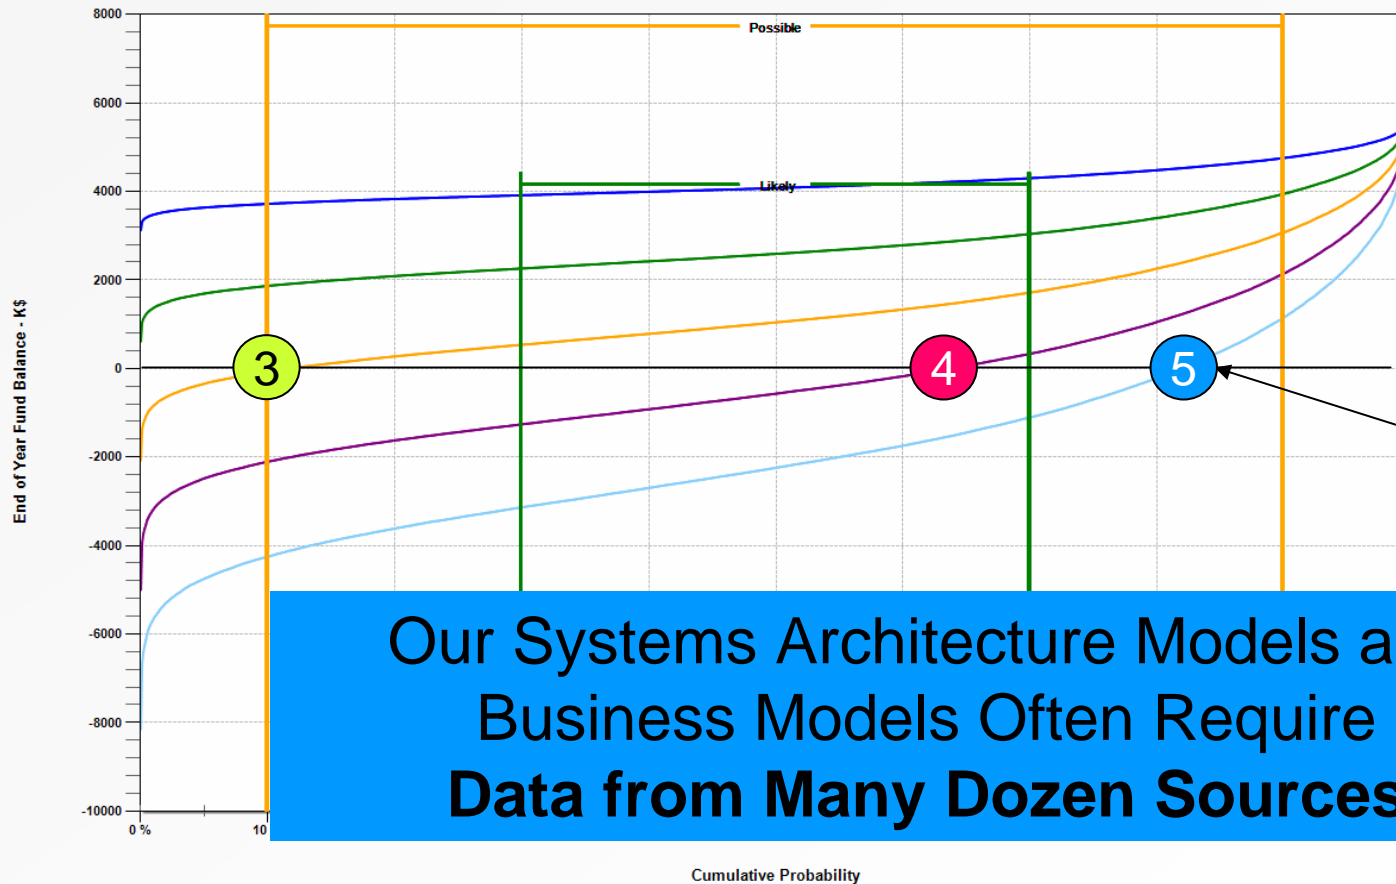 8000
Possible
6000
4000
Likely
2000
End of Year Fund Balance - K$
0
3
4
5
-2000
-4000
-6000
-8000
-10000
0 %
10
Our Systems Architecture Models a
Business Models Often Require
Data from Many Dozen Sources
Cumulative Probability